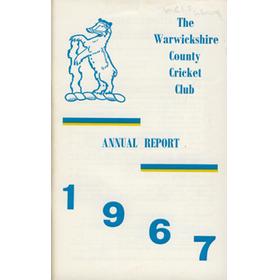 The
Warwickshire
County
Cricket
Club
ANNUAL REPORT
1 9 6 7